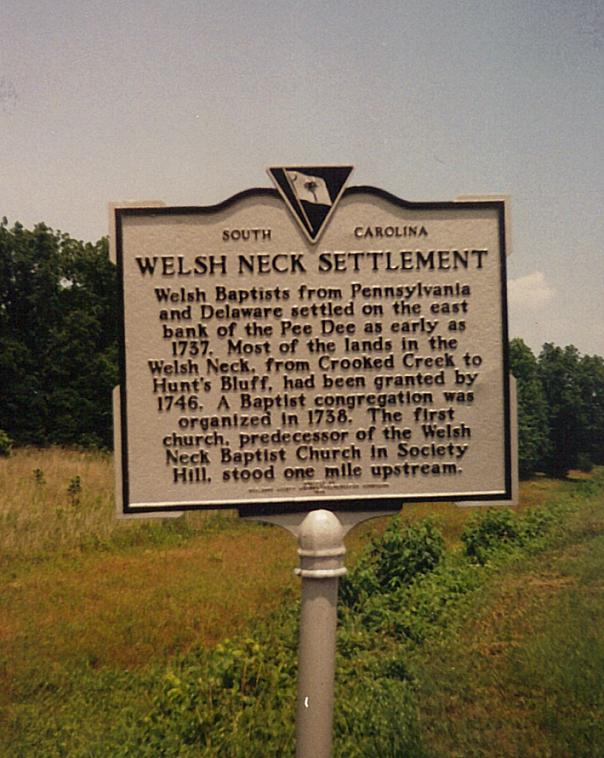 SOUTH CAROLINA
WELSH NECK SETTLEMENT
Welsh Baptists from Pennsylvania
and Delaware settled on the east
bank of the Pee Dee as early as
1737. Most of the lands in the
Welsh Neck, from Crooked Creek to
Hunt's Bluff, had been granted by
1746. A Baptist congregation was
organized in 1738. The first
church, predecessor of the Welsh
Neck Baptist Church in Society
Hill, stood one mile upstream.